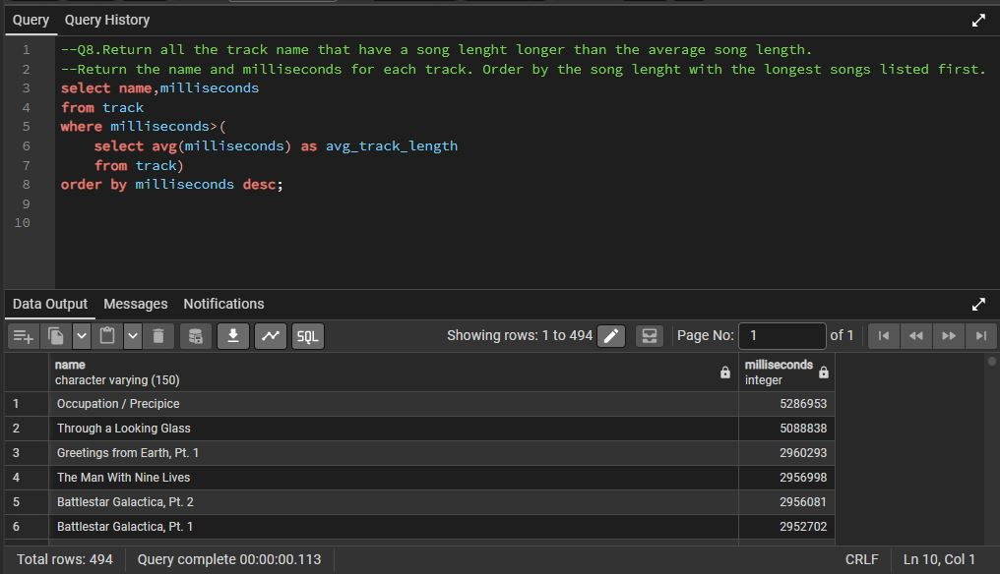 Query Query History
1 --Q8.Return all the track name that have a song lenght longer than the average song length.
2 --Return the name and milliseconds for each track. Order by the song lenght with the longest songs listed first.
3 select name,milliseconds
4 from track
5 where milliseconds>(
6 select avg(milliseconds) as avg_track_length
7 from track)
8 order by milliseconds desc;
9
10
Data Output Messages Notifications
SQL Showing rows: 1 to 494 Page No: 1 of 1
name milliseconds
character varying (150) integer
1 Occupation / Precipice 5286953
2 Through a Looking Glass 5088838
3 Greetings from Earth, Pt. 1 2960293
4 The Man With Nine Lives 2956998
5 Battlestar Galactica, Pt. 2 2956081
6 Battlestar Galactica, Pt. 1 2952702
Total rows: 494 Query complete 00:00:00.113 CRLF Ln 10, Col 1